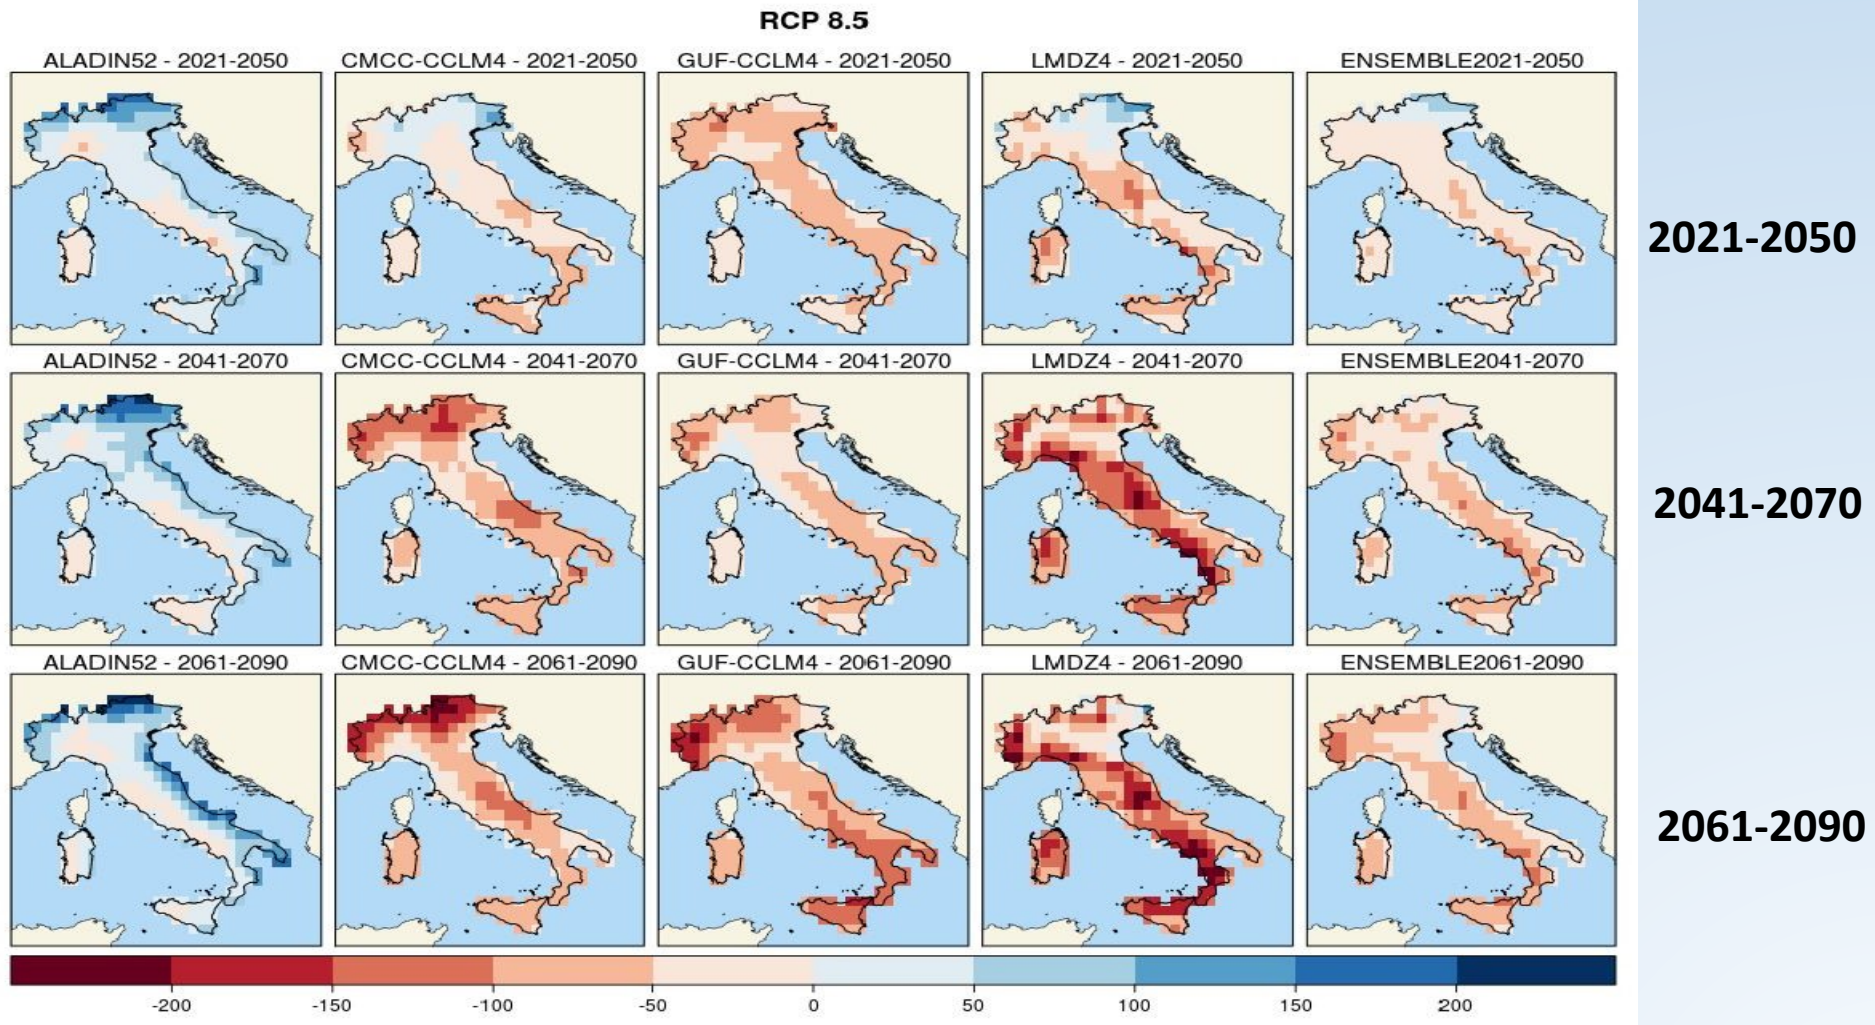 RCP 8.5
ALADIN52 - 2021-2050
CMCC-CCLM4 - 2021-2050
GUF-CCLM4 - 2021-2050
LMDZ4 - 2021-2050
ENSEMBLE2021-2050
2021-2050
ALADIN52 - 2041-2070
CMCC-CCLM4 - 2041-2070
GUF-CCLM4 - 2041-2070
LMDZ4 - 2041-2070
ENSEMBLE2041-2070
2041-2070
ALADIN52 - 2061-2090
CMCC-CCLM4 - 2061-2090
GUF-CCLM4 - 2061-2090
LMDZ4 - 2061-2090
ENSEMBLE2061-2090
2061-2090
-200 -150 -100 -50 0 50 100 150 200